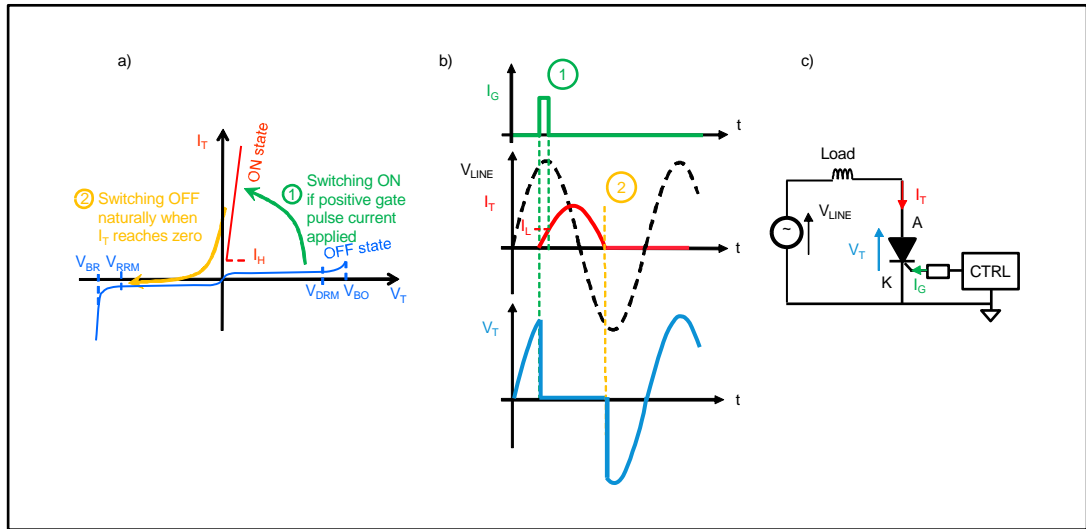 a)
I_T
ON state
2 Switching OFF
naturally when
I_T reaches zero
1 Switching ON
if positive gate
pulse current
applied
I_H
OFF state
V_BR V_RRM
V_DRM V_BO
V_T
b)
I_G
1
t
V_LINE
I_T
I_L
2
t
V_T
t
c)
Load
I_T
V_LINE
A
V_T
~
K
I_G
CTRL